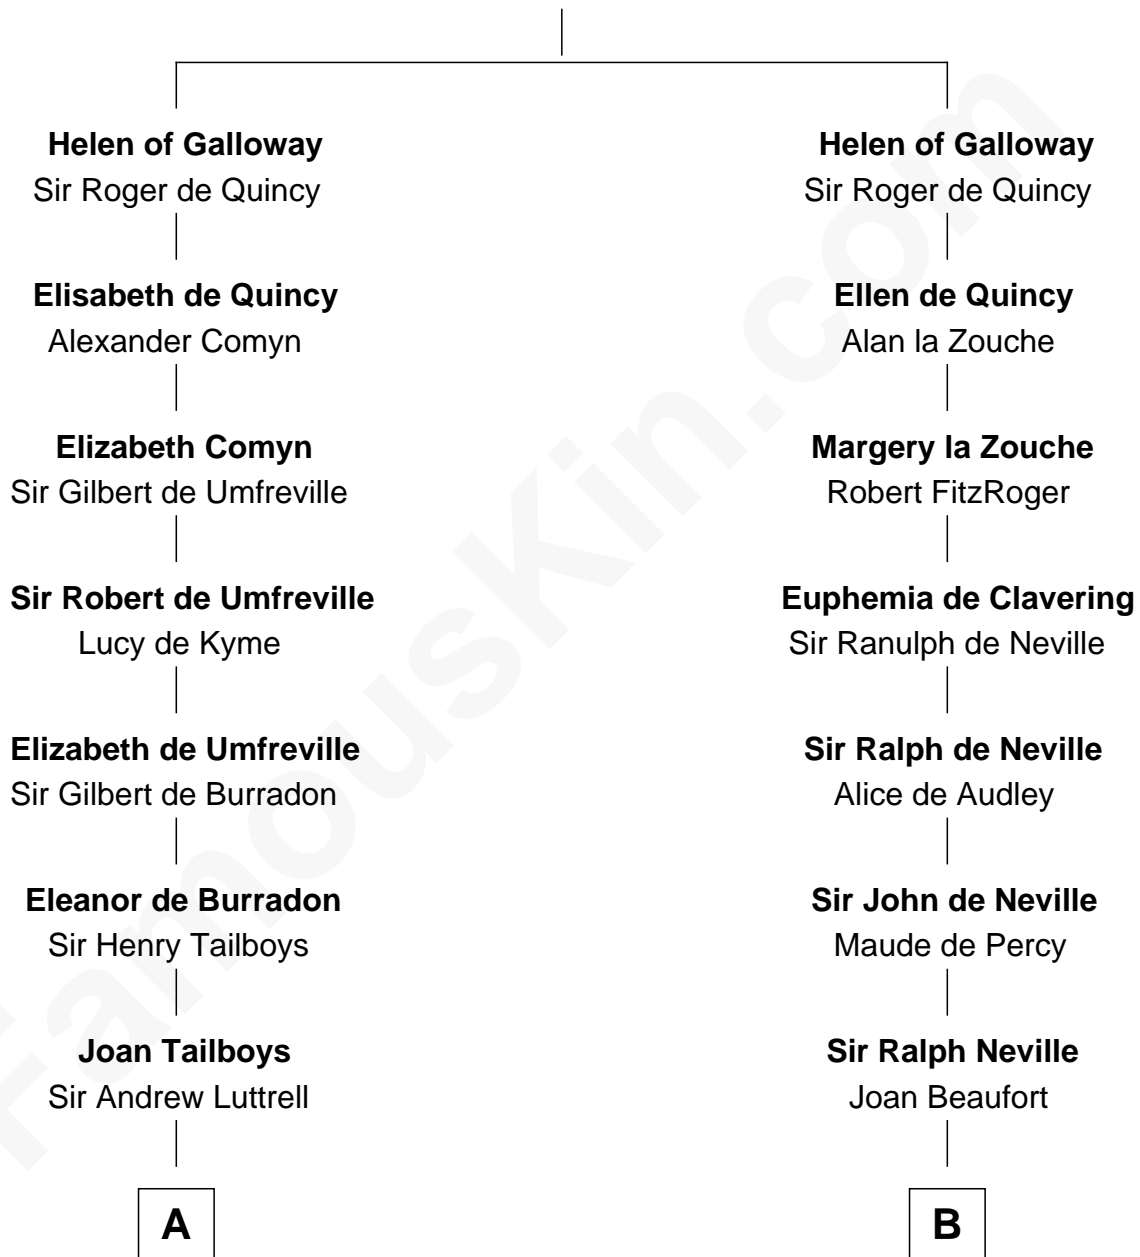 Helen of Galloway
Sir Roger de Quincy
Elisabeth de Quincy
Alexander Comyn
Elizabeth Comyn
Sir Gilbert de Umfreville
Sir Robert de Umfreville
Lucy de Kyme
Elizabeth de Umfreville
Sir Gilbert de Burradon
Eleanor de Burradon
Sir Henry Tailboys
Joan Tailboys
Sir Andrew Luttrell
A
Helen of Galloway
Sir Roger de Quincy
Ellen de Quincy
Alan la Zouche
Margery la Zouche
Robert FitzRoger
Euphemia de Clavering
Sir Ranulph de Neville
Sir Ralph de Neville
Alice de Audley
Sir John de Neville
Maude de Percy
Sir Ralph Neville
Joan Beaufort
B
FamousKin.com